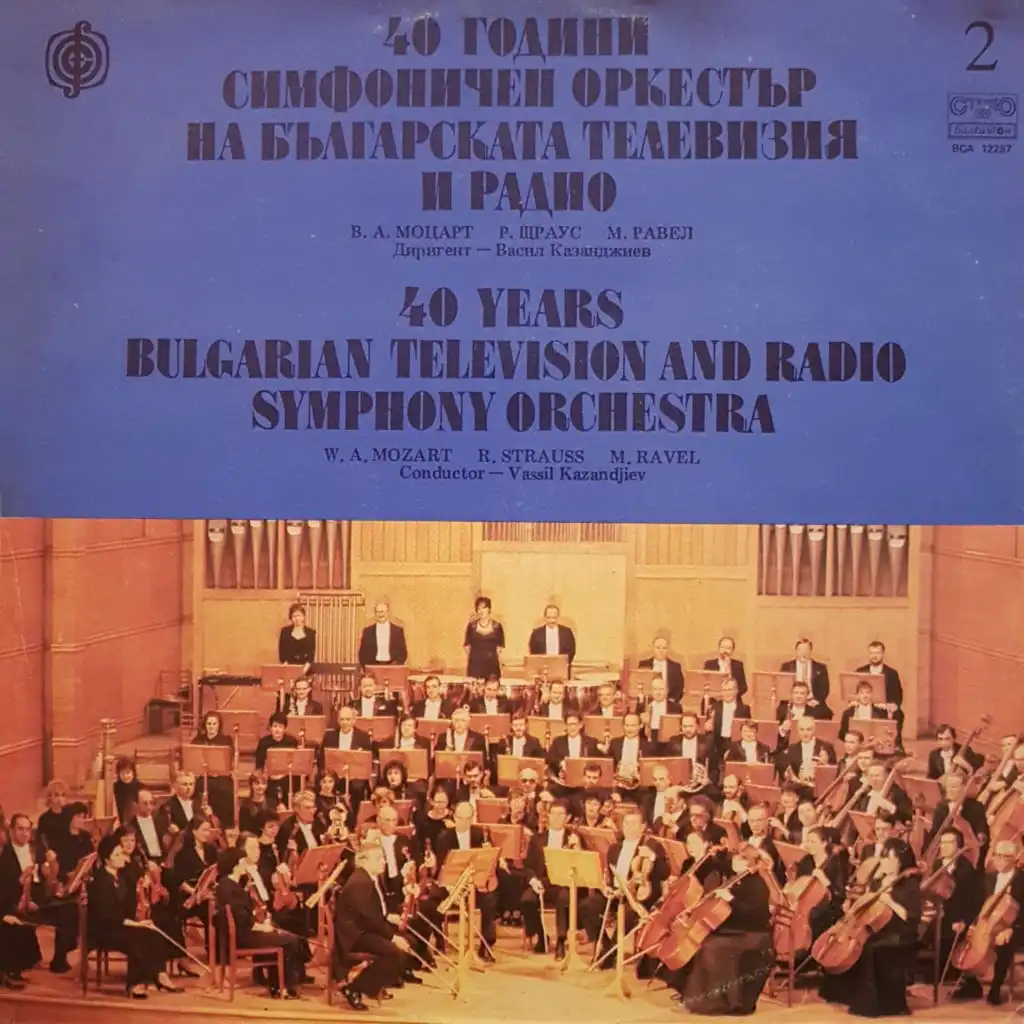 40 ГОДИНИ
2
СИМФОНИЧЕН ОРКЕСТЪР
НА БЪЛГАРСКАТА ТЕЛЕВИЗИЯ
И РАДИО
СТЕРЕО
Балкантон
ВСА 12287
В. А. МОЦАРТ Р. ЩРАУС М. РАВЕЛ
Диригент — Васил Казанджиев
40 YEARS
BULGARIAN TELEVISION AND RADIO
SYMPHONY ORCHESTRA
W. A. MOZART R. STRAUSS M. RAVEL
Conductor — Vassil Kazandjiev